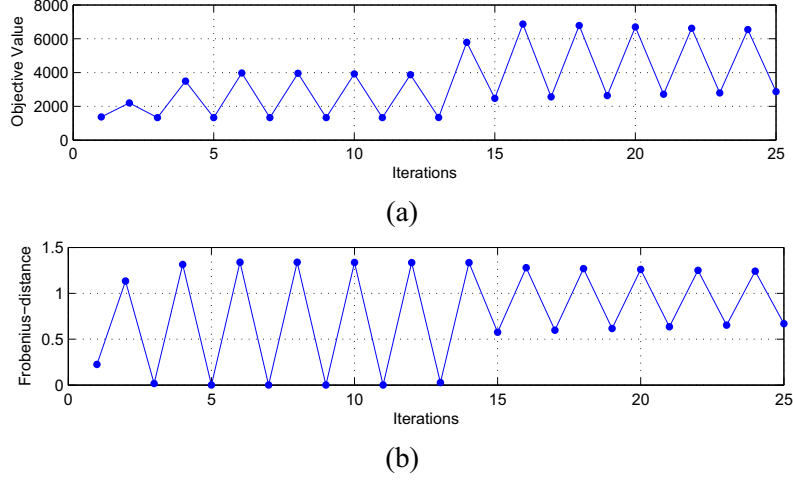 8000
6000
4000
2000
0
Objective Value
0 5 10 15 20 25
Iterations
(a)
1.5
1
0.5
0
Frobenius-distance
0 5 10 15 20 25
Iterations
(b)